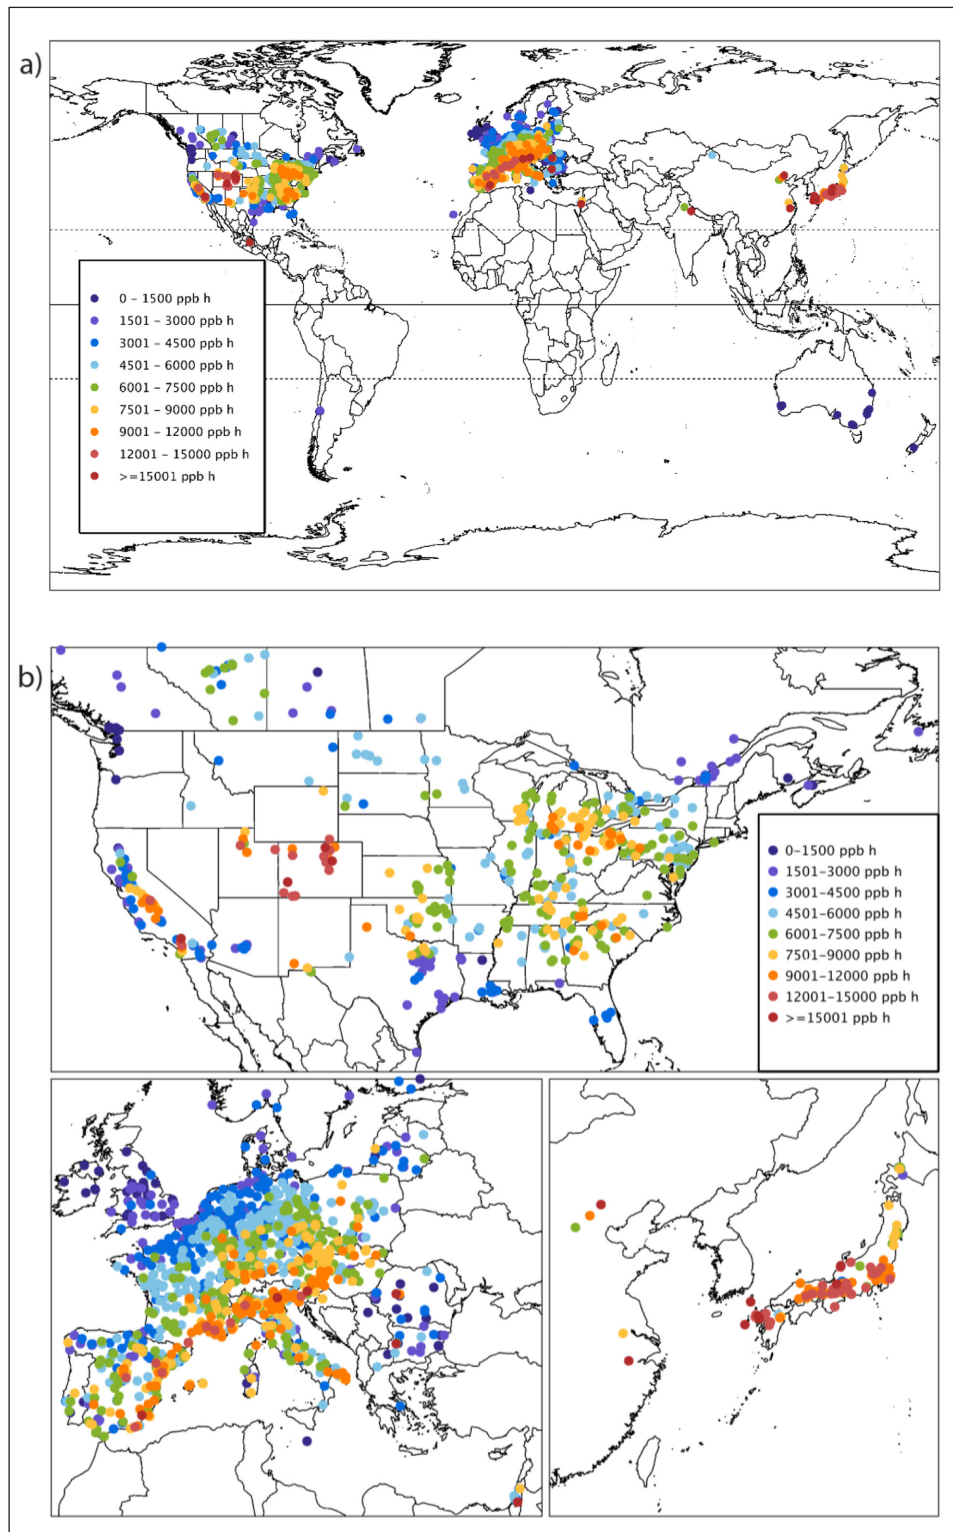 a)
0 – 1500 ppb h
1501 – 3000 ppb h
3001 – 4500 ppb h
4501 – 6000 ppb h
6001 – 7500 ppb h
7501 – 9000 ppb h
9001 – 12000 ppb h
12001 – 15000 ppb h
>=15001 ppb h
b)
0–1500 ppb h
1501–3000 ppb h
3001–4500 ppb h
4501–6000 ppb h
6001–7500 ppb h
7501–9000 ppb h
9001–12000 ppb h
12001–15000 ppb h
>=15001 ppb h